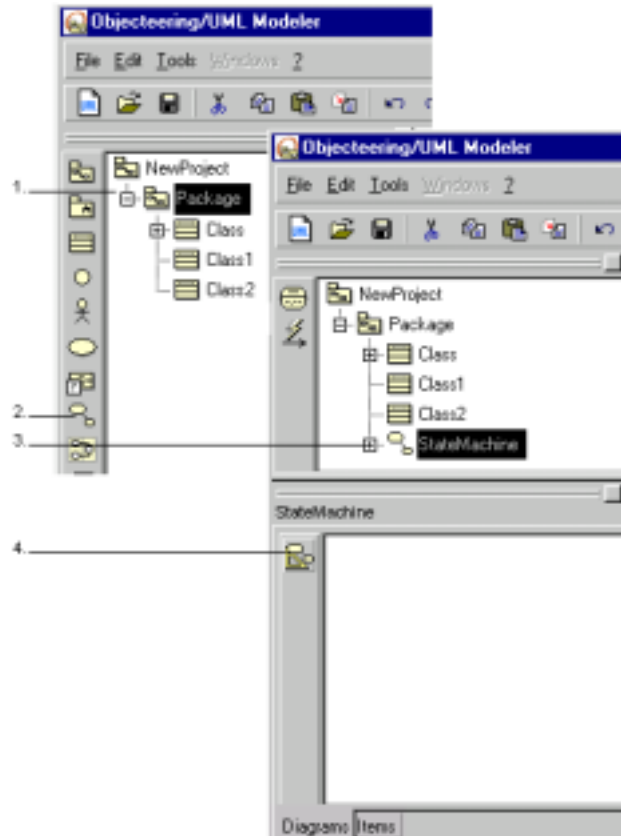 Objecteering/UML Modeler
File Edit Tools Windows ?
NewProject
1.
Package
Class
Class1
Class2
2.
3.
Objecteering/UML Modeler
File Edit Tools Windows ?
NewProject
Package
Class
Class1
Class2
StateMachine
StateMachine
4.
Diagrams Items